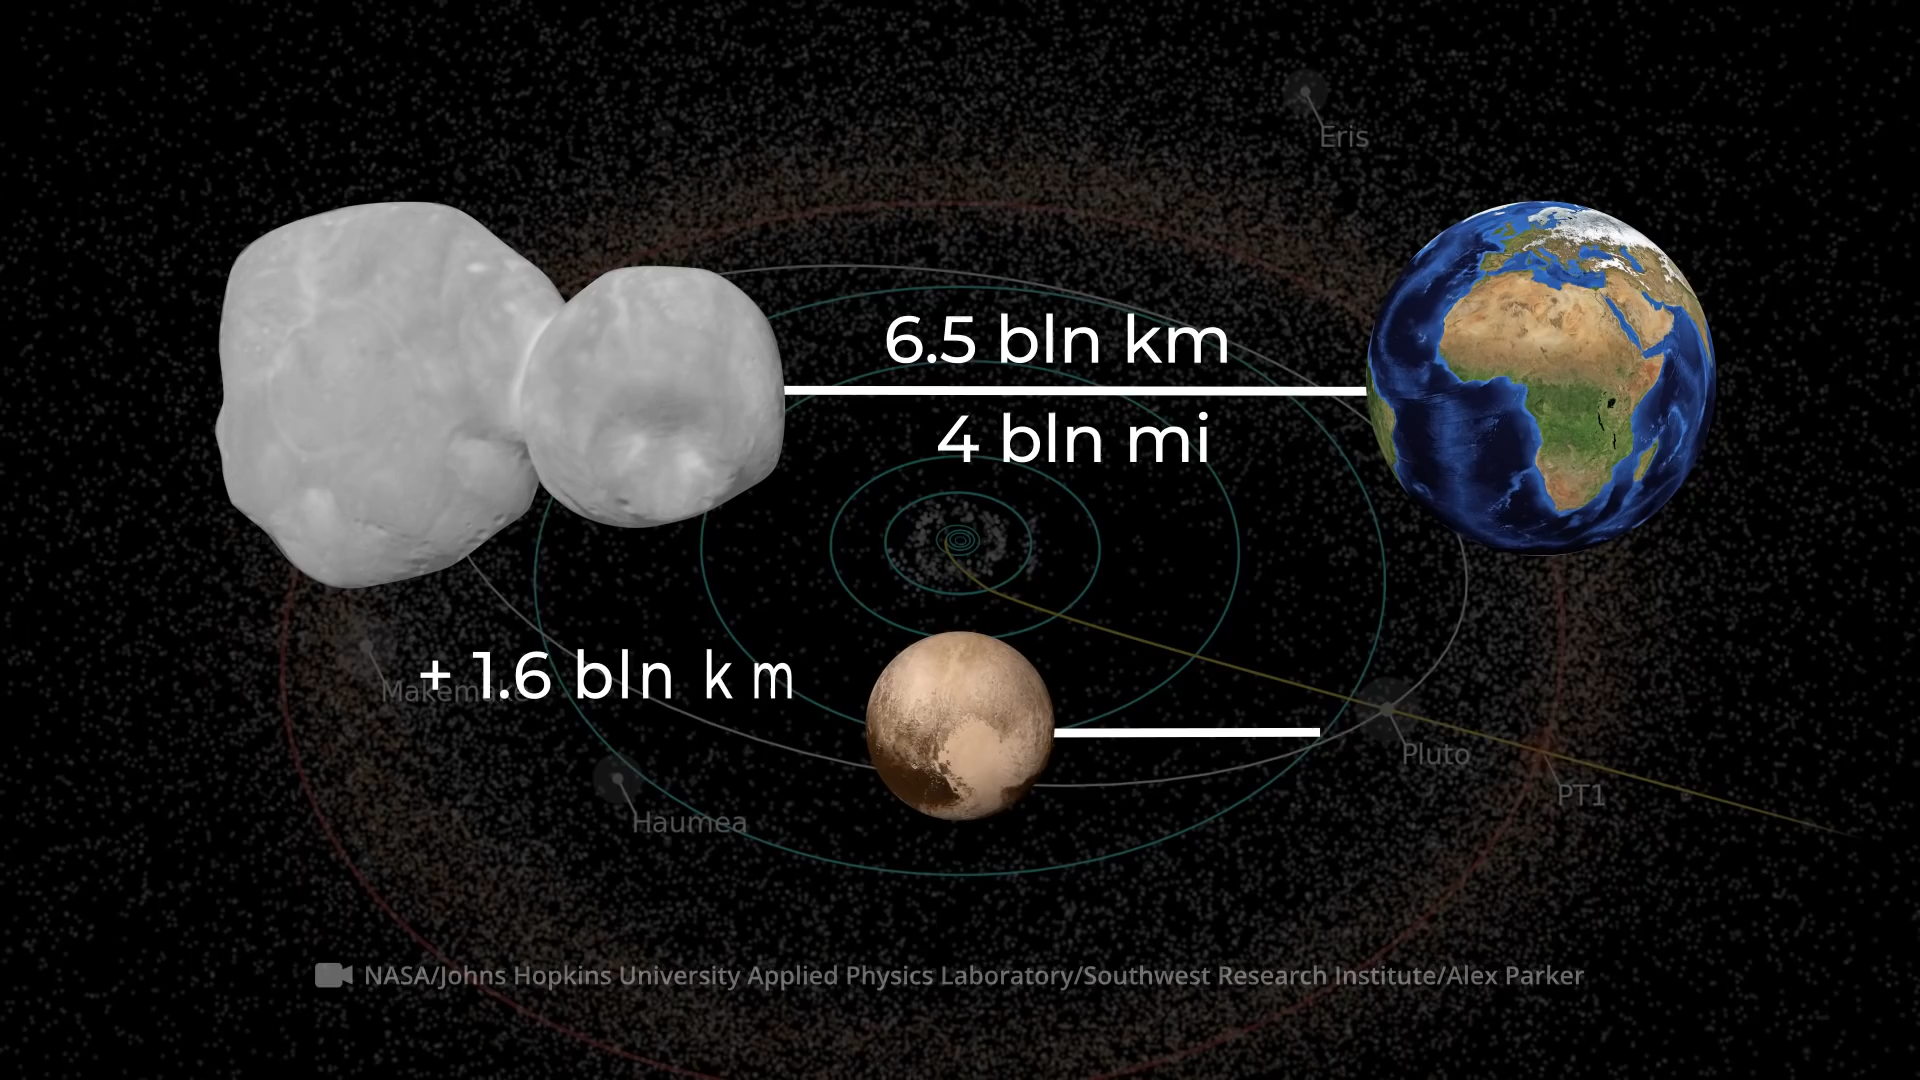 Eris
6.5 bln km
4 bln mi
+ 1.6 bln km
Pluto
PT1
Haumea
NASA/Johns Hopkins University Applied Physics Laboratory/Southwest Research Institute/Alex Parker